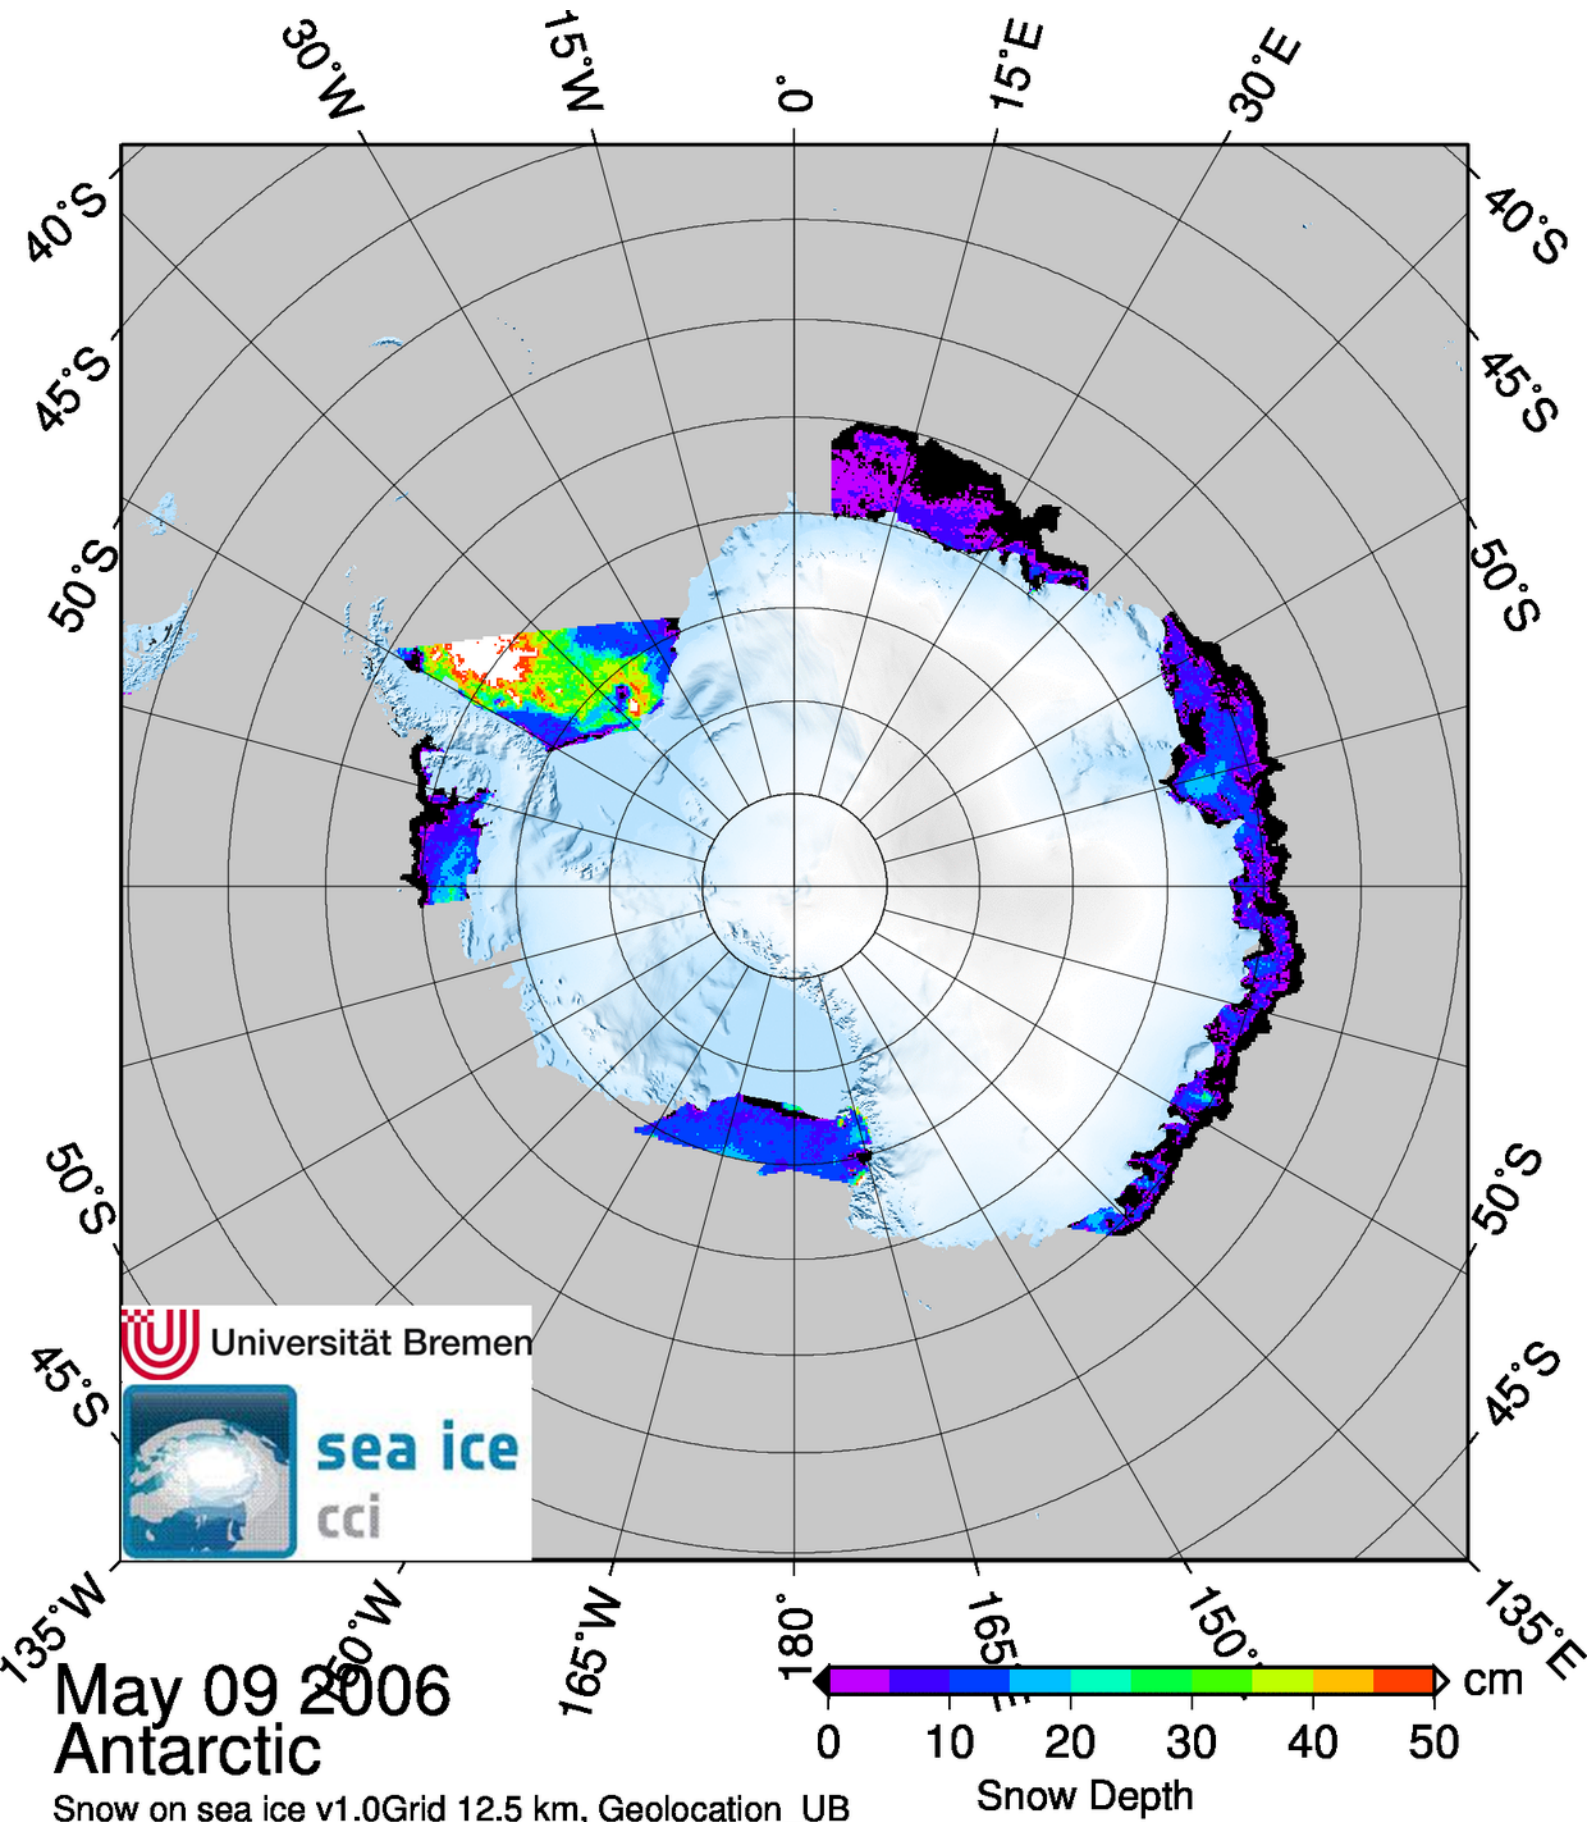 30°W
15°W
0°
15°E
30°E
40°S
40°S
45°S
45°S
50°S
50°S
50°S
50°S
45°S
45°S
Universität Bremen
sea ice
cci
135°W
165°W
180°
135°E
May 09 2006
Antarctic
Snow on sea ice v1.0Grid 12.5 km, Geolocation UB
cm
0 10 20 30 40 50
Snow Depth